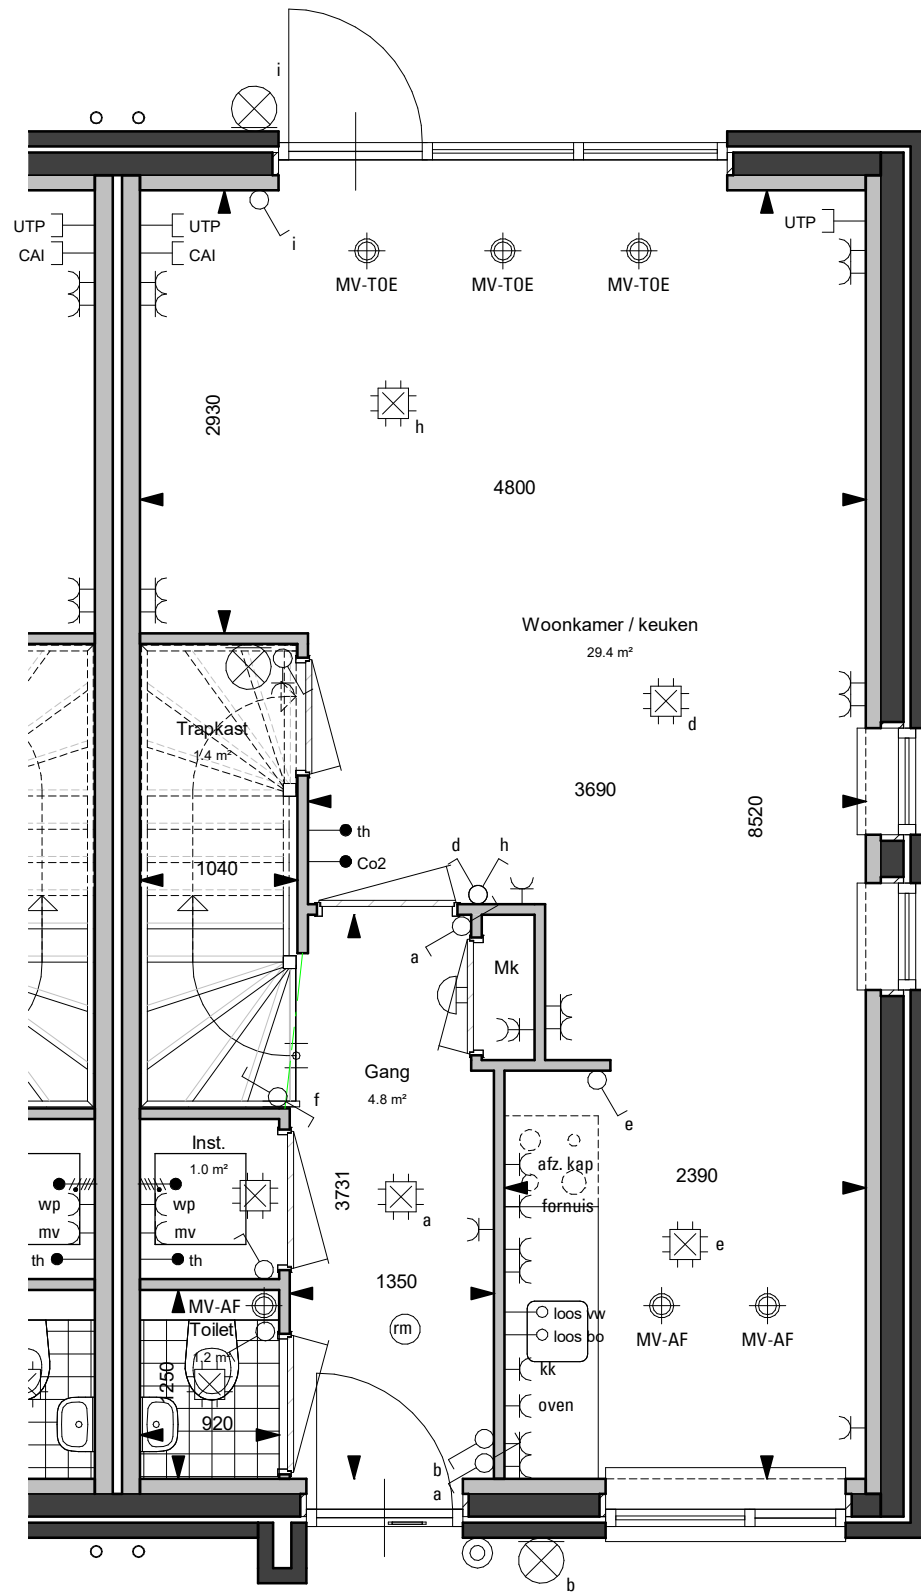 i
i
UTP
UTP
CAI
CAI
UTP
MV-TOE
MV-TOE
MV-TOE
2930
h
4800
Woonkamer / keuken
29.4 m²
Trapkast
1.4 m²
d
3690
8520
th
Co2
1040
d
h
a
Mk
f
Gang
4.8 m²
e
Inst.
1.0 m²
afz. kap
fornuis
2390
3731
wp
wp
mv
mv
th
th
a
e
1350
rm
MV-AF
Toilet
1,2 m²
loos vw
loos bo
MV-AF
MV-AF
kk
oven
1250
920
b
a
b